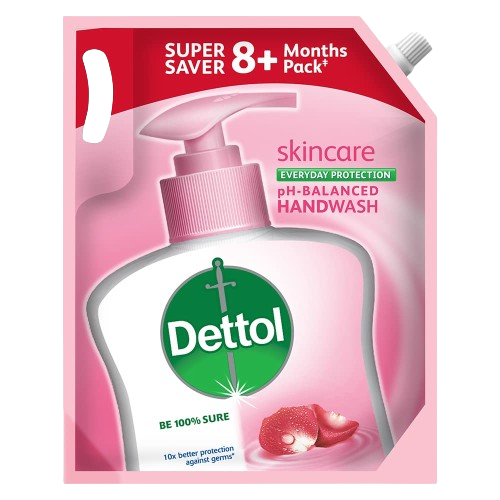 SUPER
SAVER
8+
Months
Pack‡
skincare
EVERYDAY PROTECTION
pH-BALANCED
HANDWASH
Dettol
BE 100% SURE
10x better protection
against germs*